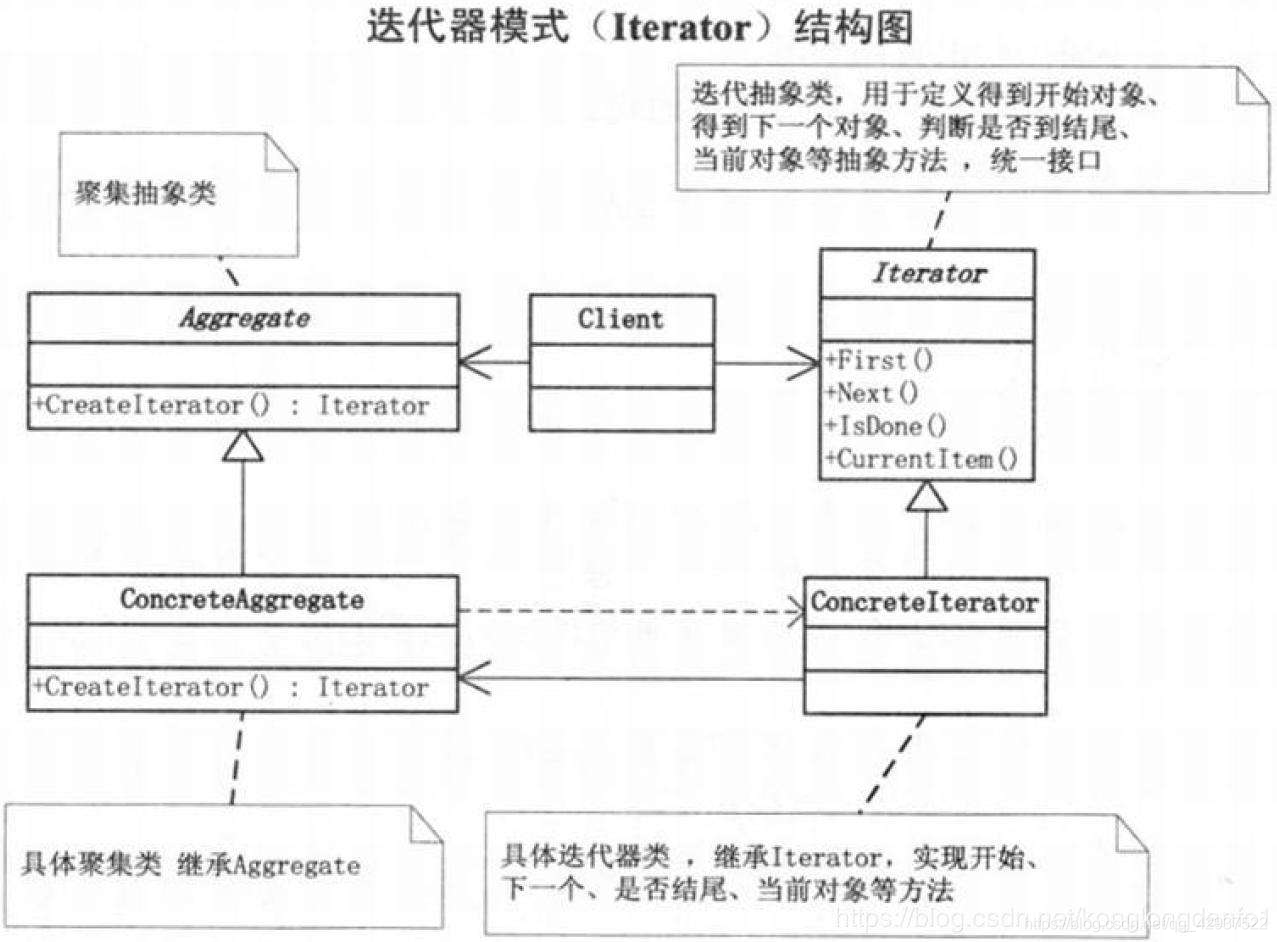 迭代器模式（Iterator）结构图
迭代抽象类，用于定义得到开始对象、
得到下一个对象、判断是否到结尾、
当前对象等抽象方法 ，统一接口
聚集抽象类
Iterator
Aggregate
Client
+First()
+Next()
+IsDone()
+CurrentItem()
+CreateIterator() : Iterator
ConcreteAggregate
ConcreteIterator
+CreateIterator() : Iterator
具体聚集类 继承Aggregate
具体迭代器类 ，继承Iterator，实现开始、
下一个、是否结尾、当前对象等方法